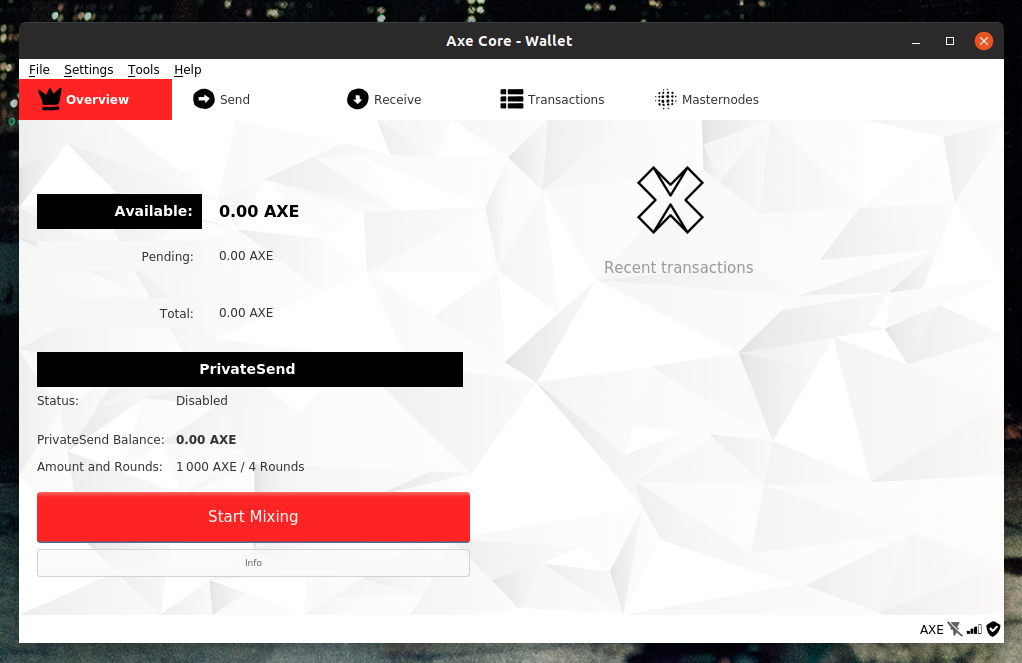 Axe Core - Wallet
File Settings Tools Help
Overview Send Receive Transactions Masternodes
Available: 0.00 AXE
Pending: 0.00 AXE
Total: 0.00 AXE
Recent transactions
PrivateSend
Status: Disabled
PrivateSend Balance: 0.00 AXE
Amount and Rounds: 1 000 AXE / 4 Rounds
Start Mixing
Info
AXE